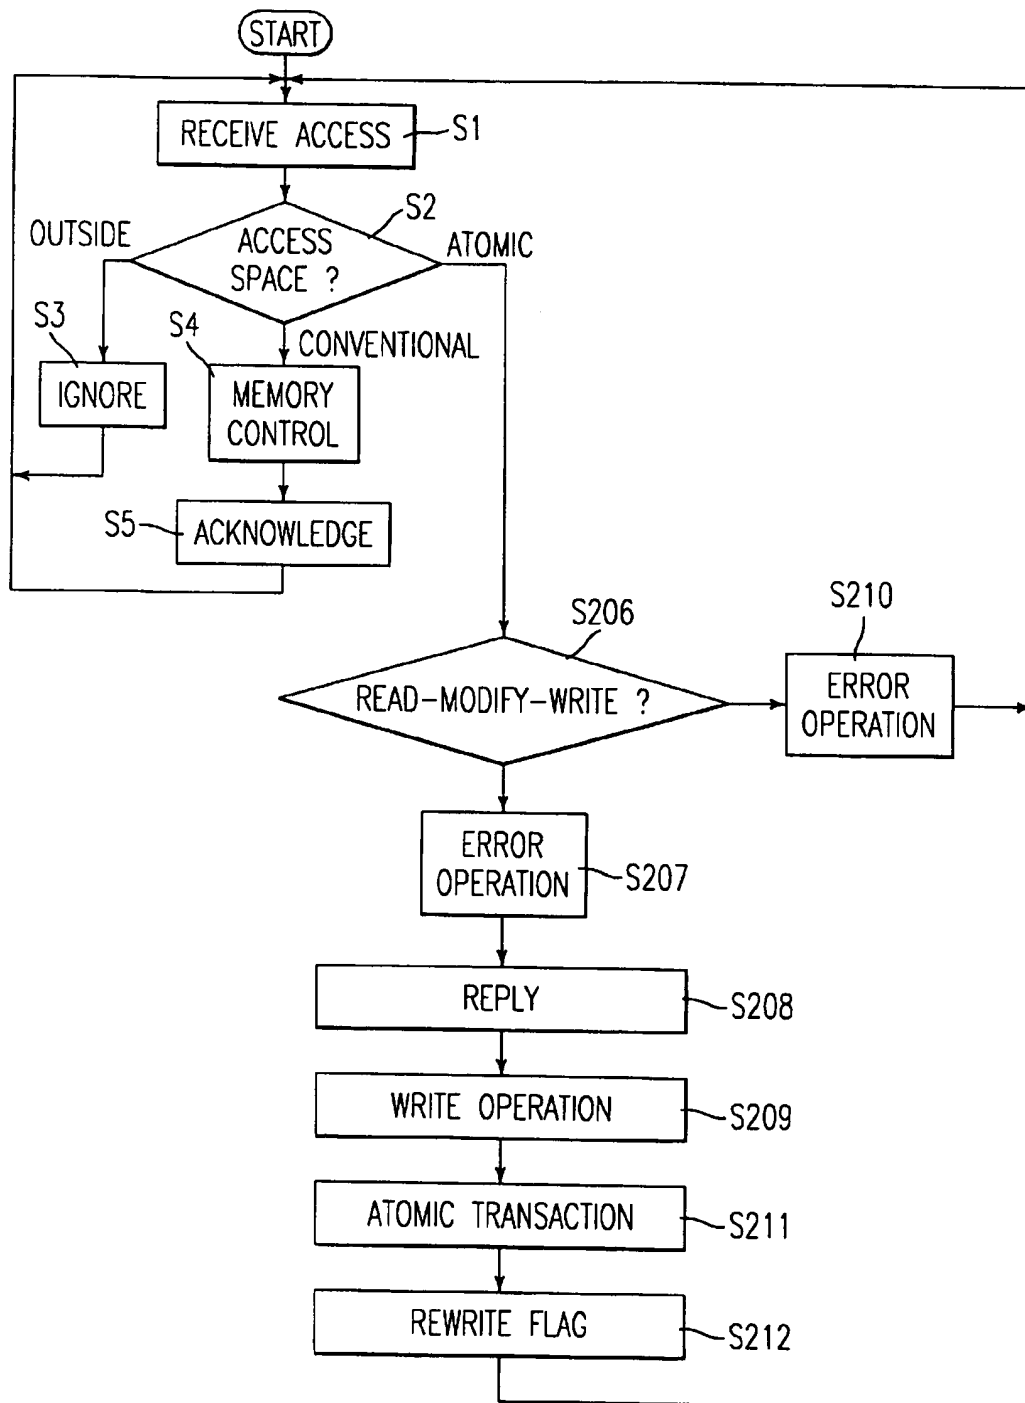 START
RECEIVE ACCESS
S1
S2
OUTSIDE
ACCESS
SPACE ?
ATOMIC
S3
S4
CONVENTIONAL
IGNORE
MEMORY
CONTROL
S5
ACKNOWLEDGE
S206
S210
READ-MODIFY-WRITE ?
ERROR
OPERATION
ERROR
OPERATION
S207
REPLY
S208
WRITE OPERATION
S209
ATOMIC TRANSACTION
S211
REWRITE FLAG
S212